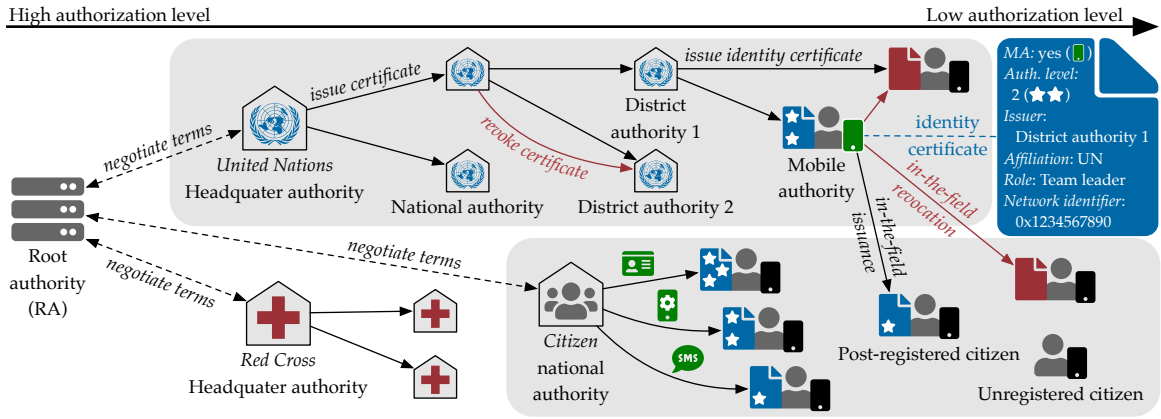 High authorization level
Low authorization level
negotiate terms
United Nations
Headquater authority
issue certificate
National authority
revoke certificate
District
authority 1
District authority 2
issue identity certificate
Mobile
authority
identity
certificate
in-the-field
revocation
in-the-field
issuance
MA: yes ( )
Auth. level:
2 ( )
Issuer:
District authority 1
Affiliation: UN
Role: Team leader
Network identifier:
0x1234567890
Root
authority
(RA)
negotiate terms
negotiate terms
Red Cross
Headquater authority
Citizen
national
authority
SMS
Post-registered citizen
Unregistered citizen